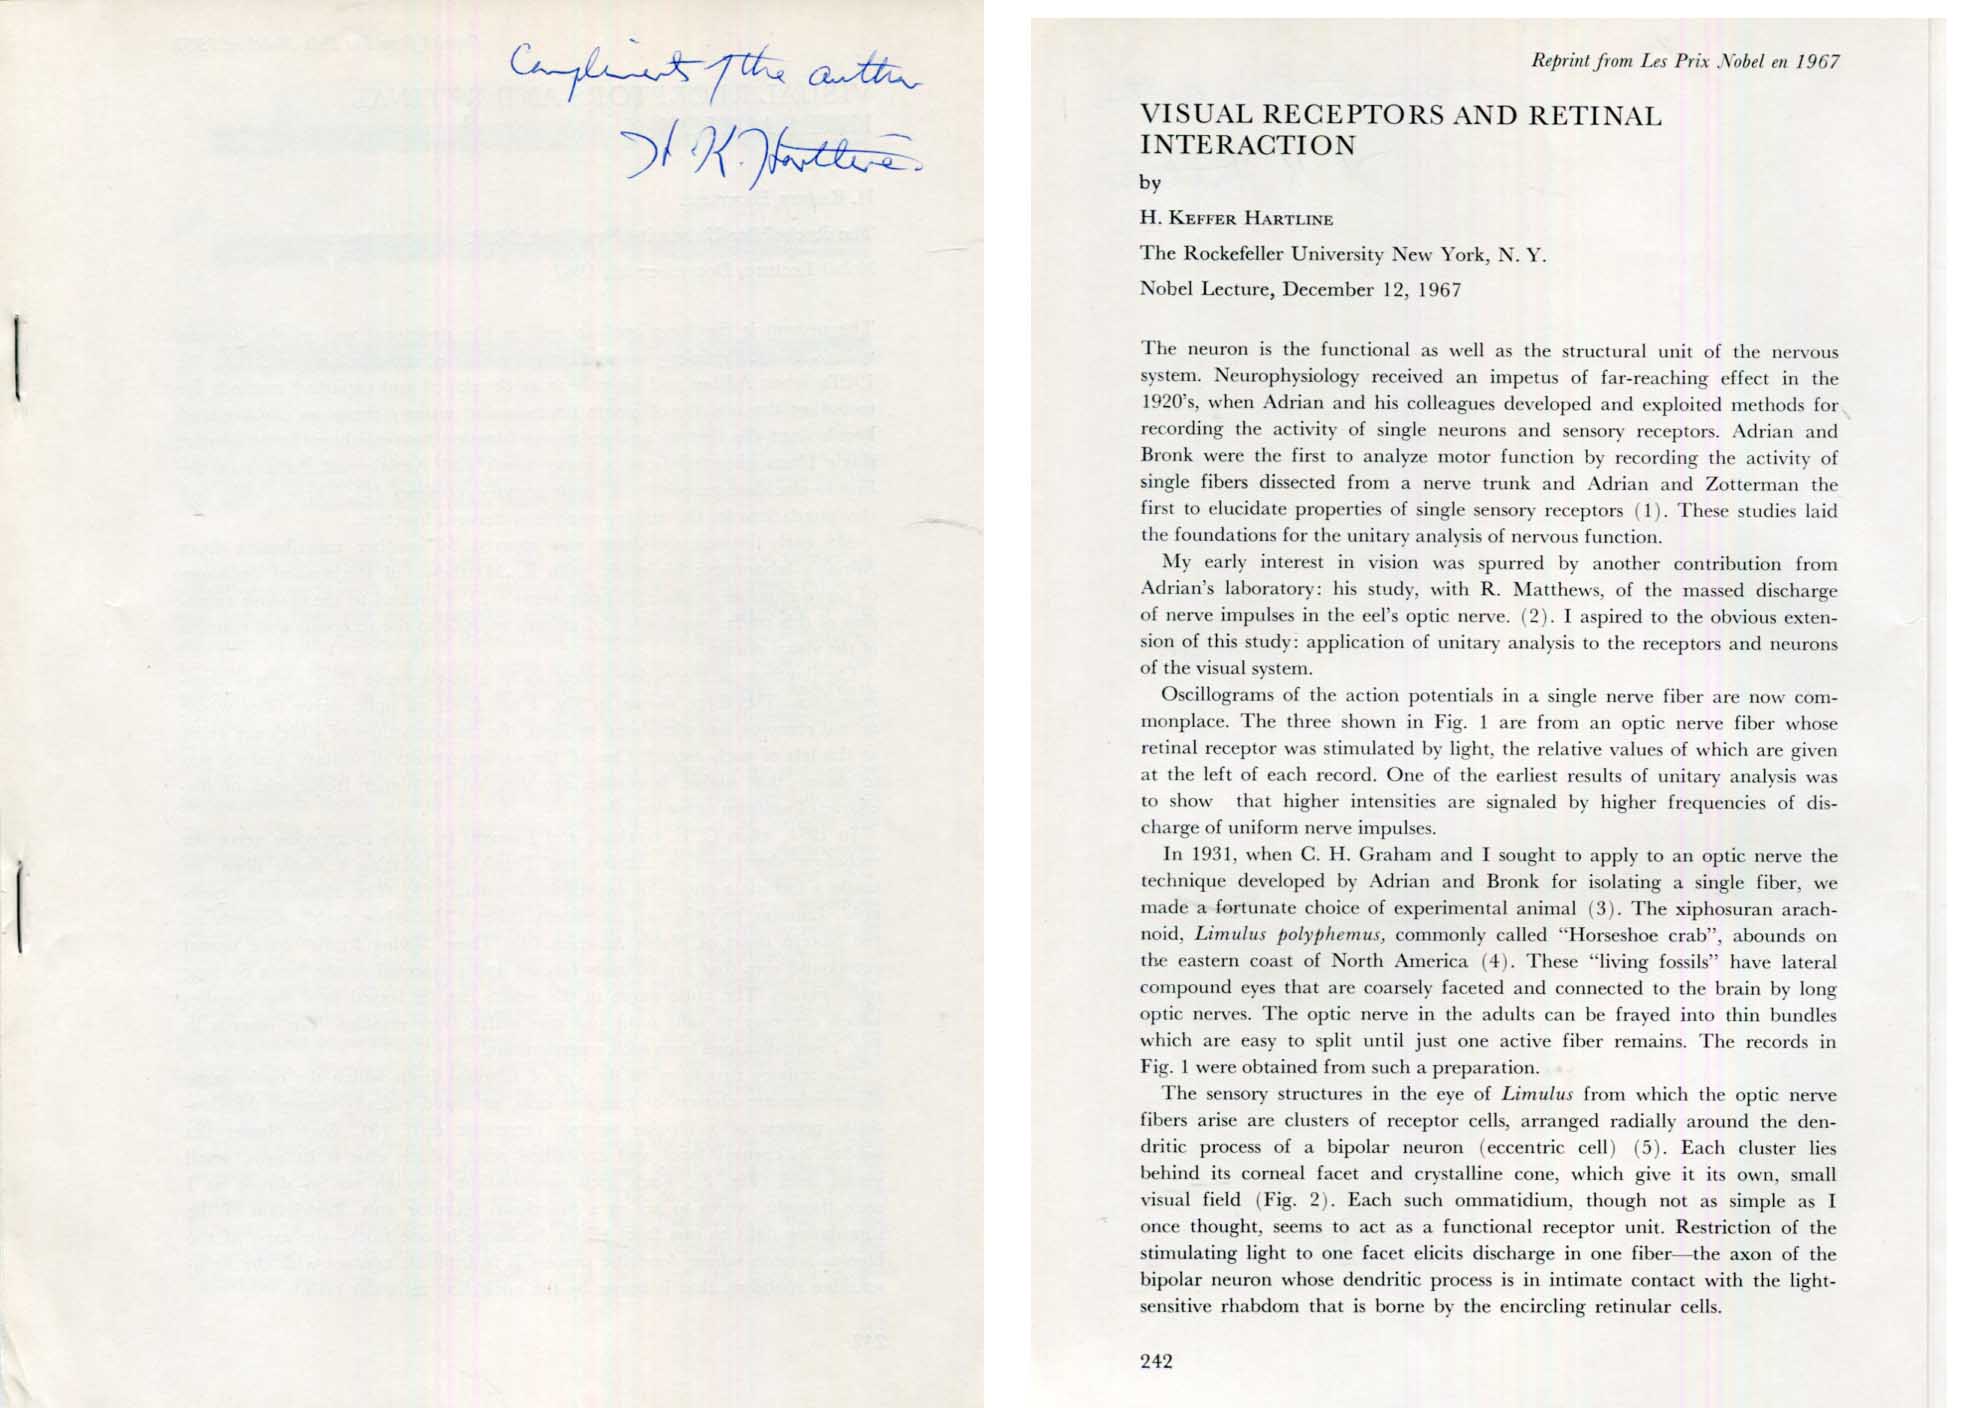 Compliments of the author
H. K. Hartline
Reprint from Les Prix Nobel en 1967
VISUAL RECEPTORS AND RETINAL
INTERACTION
by
H. KEFFER HARTLINE
The Rockefeller University New York, N. Y.
Nobel Lecture, December 12, 1967
The neuron is the functional as well as the structural unit of the nervous
system. Neurophysiology received an impetus of far-reaching effect in the
1920's, when Adrian and his colleagues developed and exploited methods for
recording the activity of single neurons and sensory receptors. Adrian and
Bronk were the first to analyze motor function by recording the activity of
single fibers dissected from a nerve trunk and Adrian and Zotterman the
first to elucidate properties of single sensory receptors (1). These studies laid
the foundations for the unitary analysis of nervous function.
My early interest in vision was spurred by another contribution from
Adrian's laboratory: his study, with R. Matthews, of the massed discharge
of nerve impulses in the eel's optic nerve. (2). I aspired to the obvious exten-
sion of this study: application of unitary analysis to the receptors and neurons
of the visual system.
Oscillograms of the action potentials in a single nerve fiber are now com-
monplace. The three shown in Fig. 1 are from an optic nerve fiber whose
retinal receptor was stimulated by light, the relative values of which are given
at the left of each record. One of the earliest results of unitary analysis was
to show that higher intensities are signaled by higher frequencies of dis-
charge of uniform nerve impulses.
In 1931, when C. H. Graham and I sought to apply to an optic nerve the
technique developed by Adrian and Bronk for isolating a single fiber, we
made a fortunate choice of experimental animal (3). The xiphosuran arach-
noid, Limulus polyphemus, commonly called "Horseshoe crab", abounds on
the eastern coast of North America (4). These "living fossils" have lateral
compound eyes that are coarsely faceted and connected to the brain by long
optic nerves. The optic nerve in the adults can be frayed into thin bundles
which are easy to split until just one active fiber remains. The records in
Fig. 1 were obtained from such a preparation.
The sensory structures in the eye of Limulus from which the optic nerve
fibers arise are clusters of receptor cells, arranged radially around the den-
dritic process of a bipolar neuron (eccentric cell) (5). Each cluster lies
behind its corneal facet and crystalline cone, which give it its own, small
visual field (Fig. 2). Each such ommatidium, though not as simple as I
once thought, seems to act as a functional receptor unit. Restriction of the
stimulating light to one facet elicits discharge in one fiber—the axon of the
bipolar neuron whose dendritic process is in intimate contact with the light-
sensitive rhabdom that is borne by the encircling retinular cells.
242